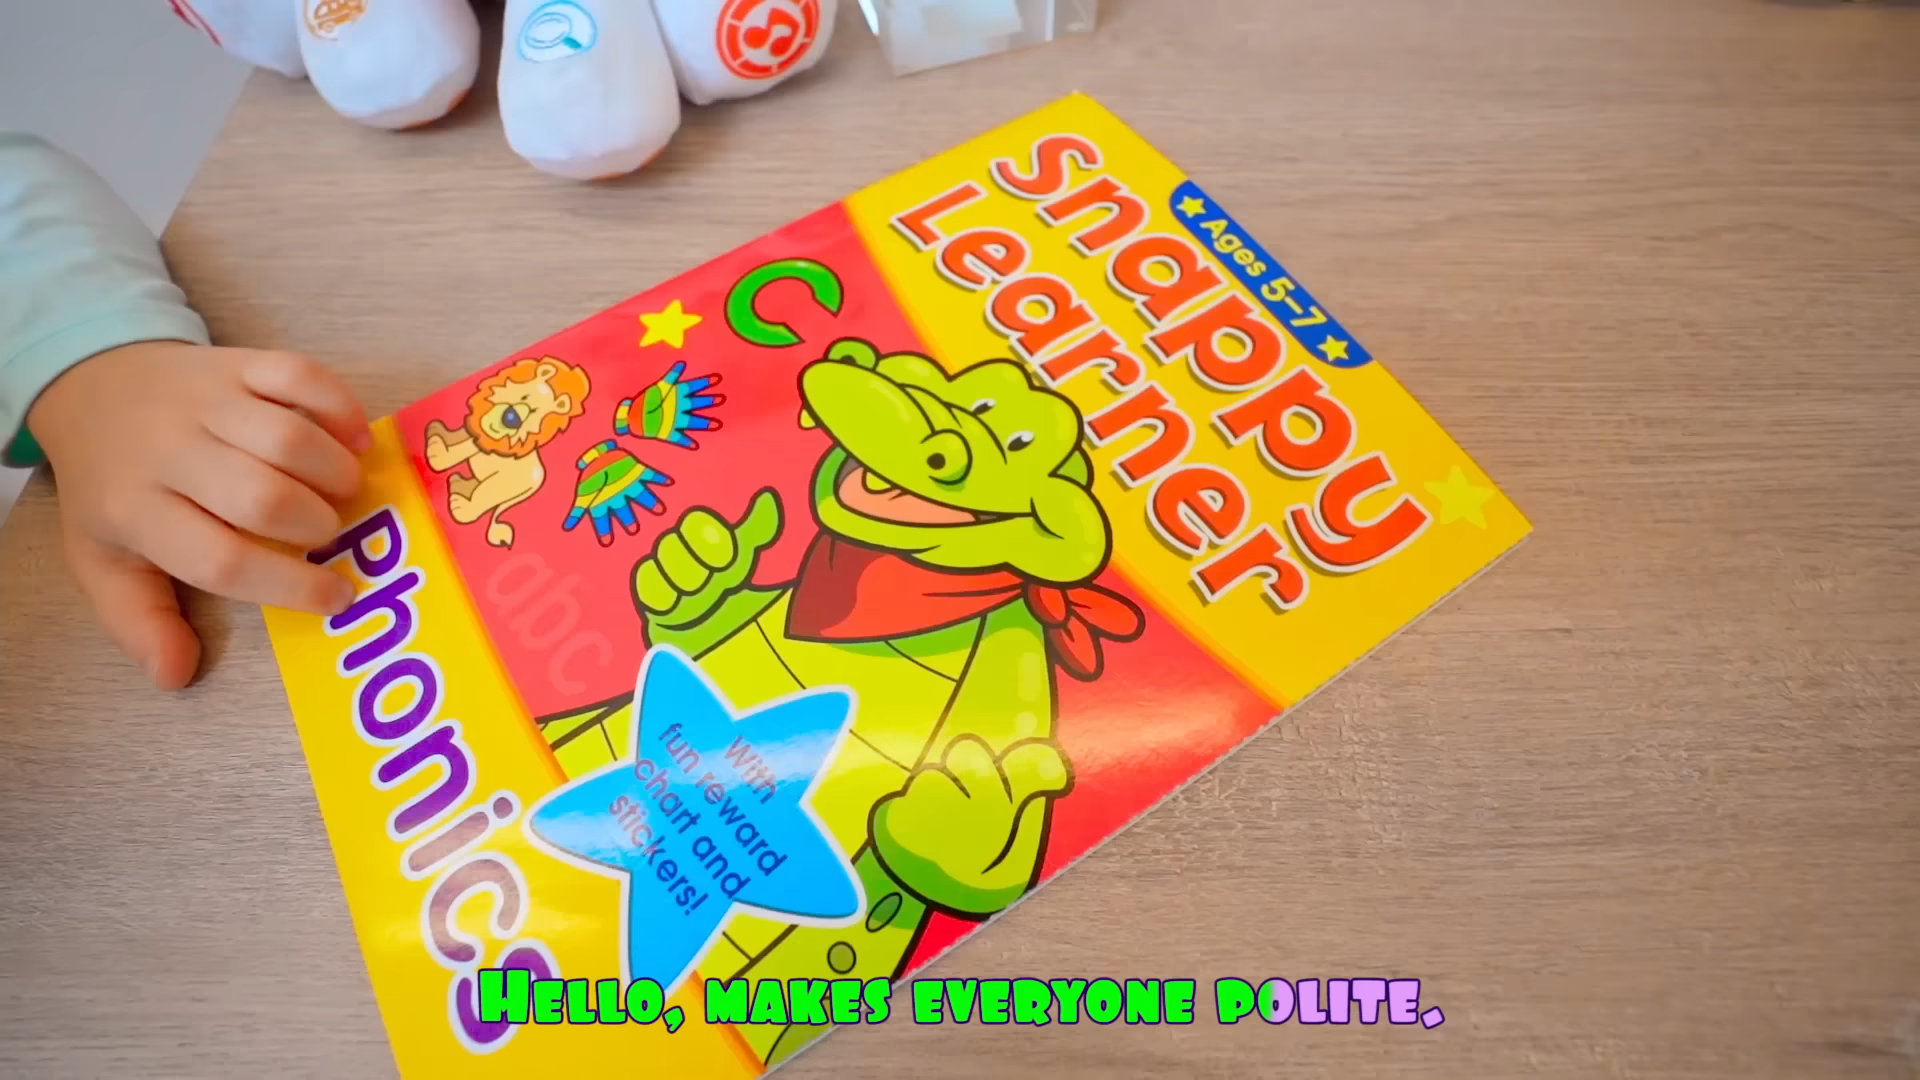 ★ Ages 5–7 ★
Snappy
Learner
C
abc
With
fun reward
chart and
stickers!
Phonics
Hello, makes everyone polite.